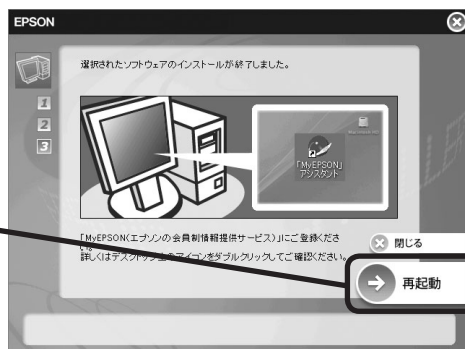 EPSON
選択されたソフトウェアのインストールが終了しました。
1
2
3
「MyEPSON」
アシスタント
「MyEPSON(エプソンの会員制情報提供サービス)」にご登録くださ
い。
詳しくはデスクトップ上のアイコンをダブルクリックしてご確認ください。
閉じる
再起動